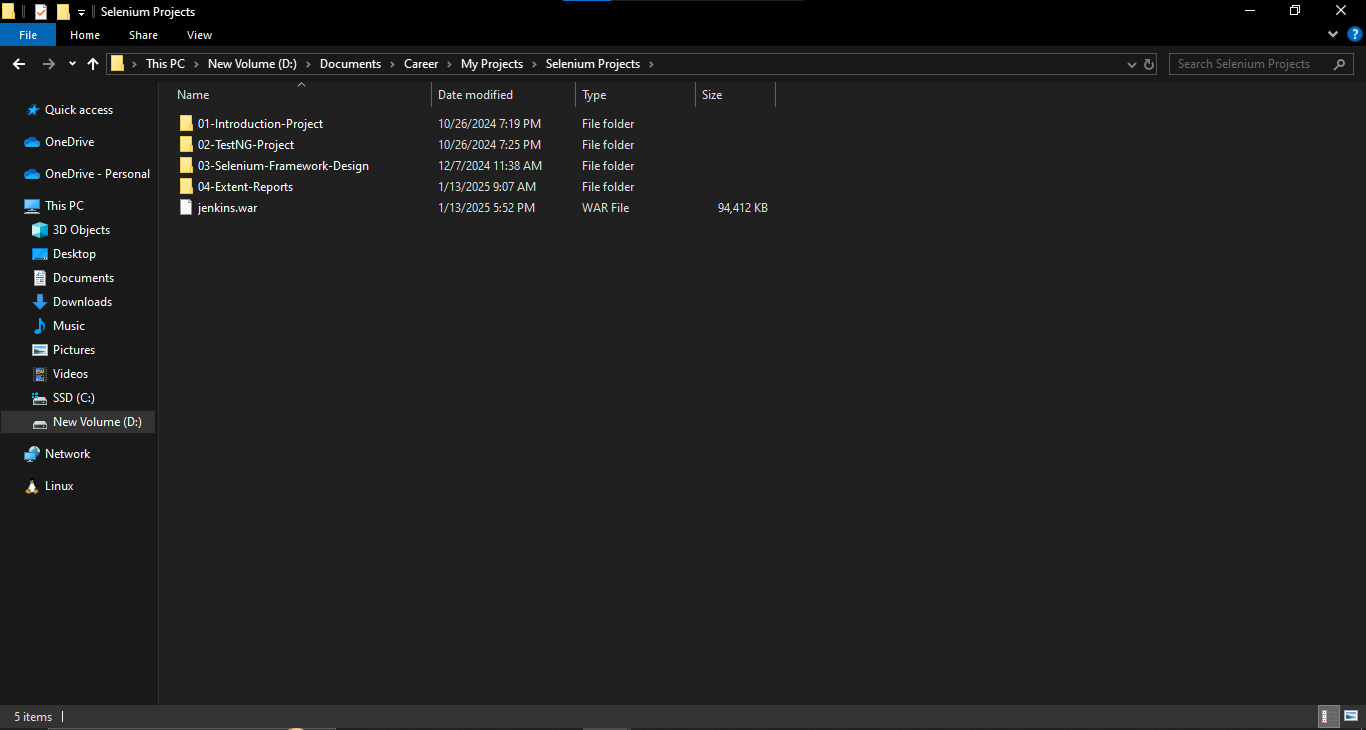 Selenium Projects
File Home Share View
This PC New Volume (D:) Documents Career My Projects Selenium Projects Search Selenium Projects
Name Date modified Type Size
01-Introduction-Project 10/26/2024 7:19 PM File folder
02-TestNG-Project 10/26/2024 7:25 PM File folder
03-Selenium-Framework-Design 12/7/2024 11:38 AM File folder
04-Extent-Reports 1/13/2025 9:07 AM File folder
jenkins.war 1/13/2025 5:52 PM WAR File 94,412 KB
Quick access
OneDrive
OneDrive - Personal
This PC
3D Objects
Desktop
Documents
Downloads
Music
Pictures
Videos
SSD (C:)
New Volume (D:)
Network
Linux
5 items